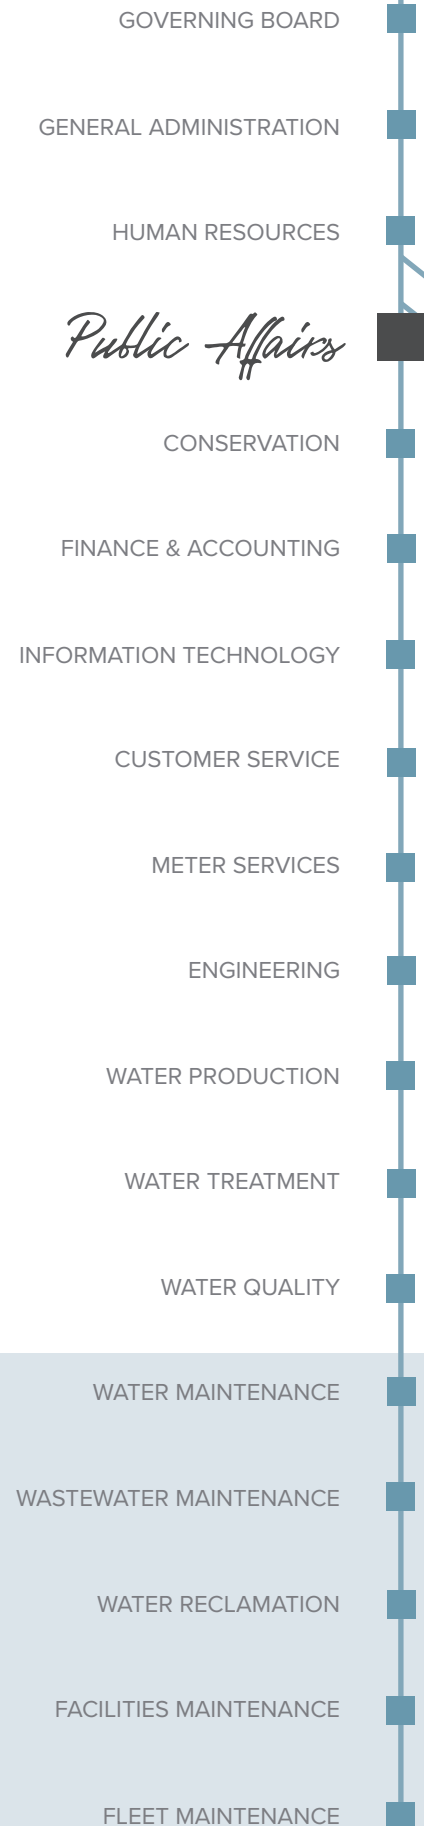 GOVERNING BOARD
GENERAL ADMINISTRATION
HUMAN RESOURCES
Public Affairs
CONSERVATION
FINANCE & ACCOUNTING
INFORMATION TECHNOLOGY
CUSTOMER SERVICE
METER SERVICES
ENGINEERING
WATER PRODUCTION
WATER TREATMENT
WATER QUALITY
WATER MAINTENANCE
WASTEWATER MAINTENANCE
WATER RECLAMATION
FACILITIES MAINTENANCE
FLEET MAINTENANCE